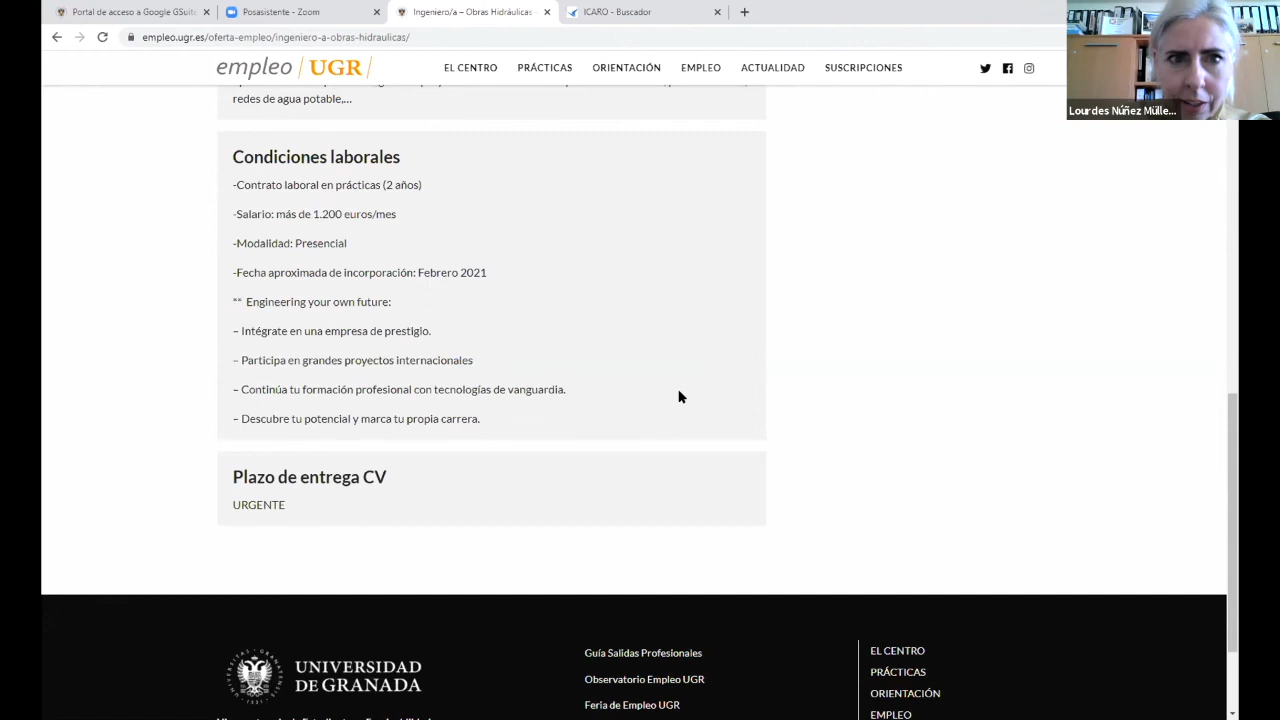 Portal de acceso a Google GSuite
Posasistente - Zoom
Ingeniero/a – Obras Hidráulicas
ICARO - Buscador
empleo.ugr.es/oferta-empleo/ingeniero-a-obras-hidraulicas/
empleo / UGR /
EL CENTRO PRÁCTICAS ORIENTACIÓN EMPLEO ACTUALIDAD SUSCRIPCIONES
Lourdes Núñez Mülle...
redes de agua potable,...
Condiciones laborales
-Contrato laboral en prácticas (2 años)
-Salario: más de 1.200 euros/mes
-Modalidad: Presencial
-Fecha aproximada de incorporación: Febrero 2021
** Engineering your own future:
– Intégrate en una empresa de prestigio.
– Participa en grandes proyectos internacionales
– Continúa tu formación profesional con tecnologías de vanguardia.
– Descubre tu potencial y marca tu propia carrera.
Plazo de entrega CV
URGENTE
UNIVERSIDAD
DE GRANADA
Guía Salidas Profesionales
Observatorio Empleo UGR
Feria de Empleo UGR
EL CENTRO
PRÁCTICAS
ORIENTACIÓN
EMPLEO